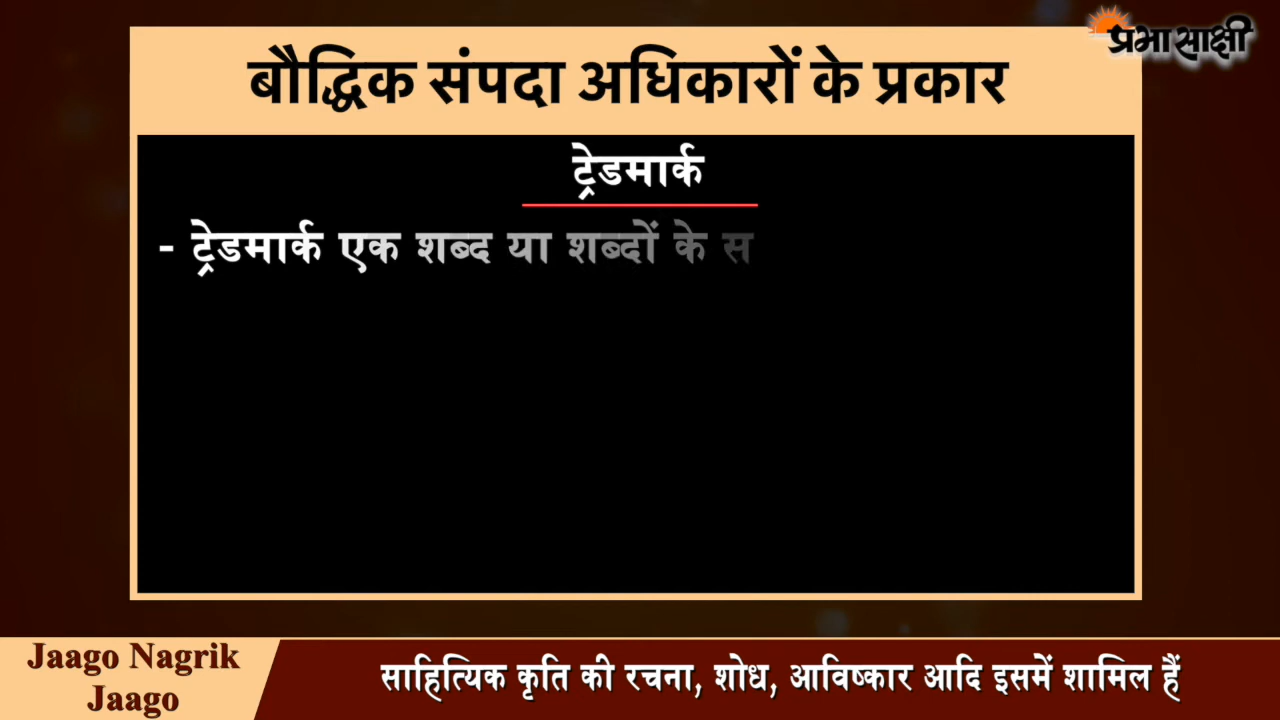 प्रभासाक्षी
बौद्धिक संपदा अधिकारों के प्रकार
ट्रेडमार्क
- ट्रेडमार्क एक शब्द या शब्दों के स
Jaago Nagrik
Jaago
साहित्यिक कृति की रचना, शोध, आविष्कार आदि इसमें शामिल हैं